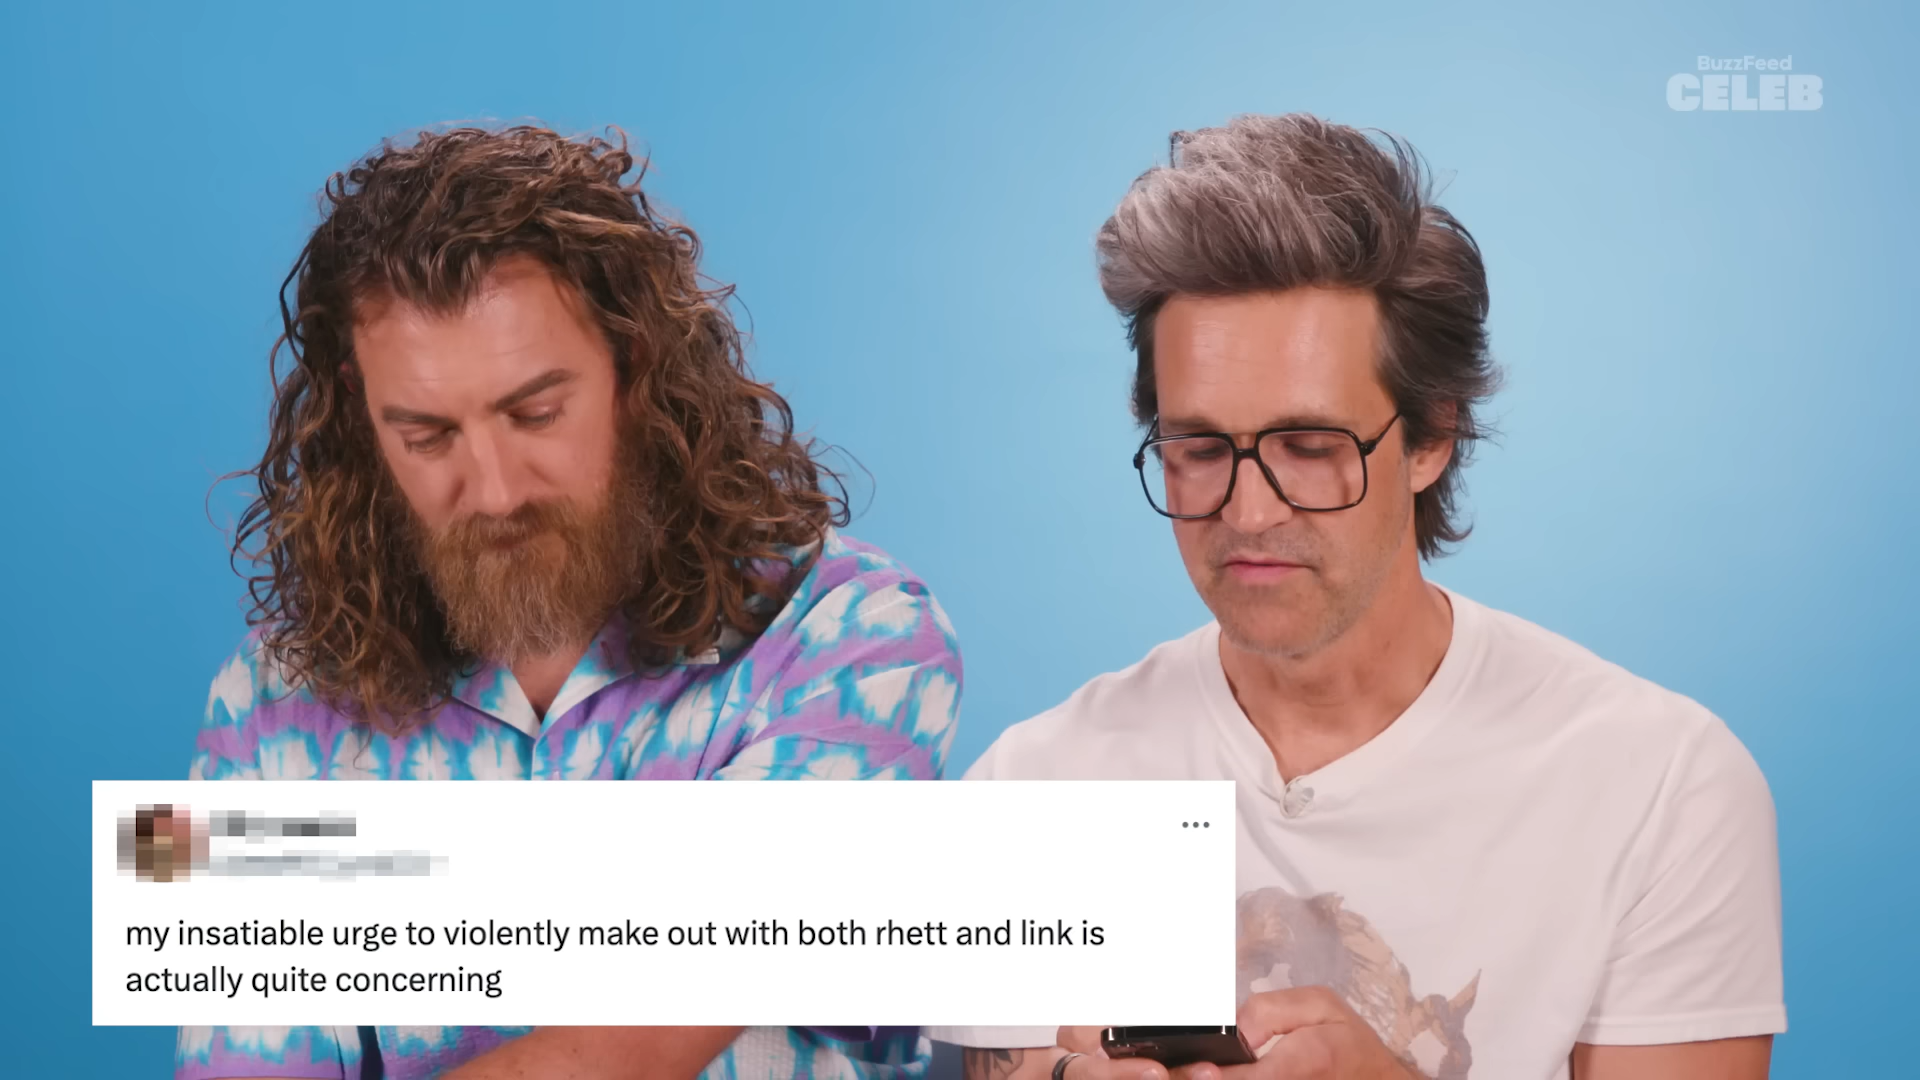 BuzzFeed
CELEB
my insatiable urge to violently make out with both rhett and link is
actually quite concerning